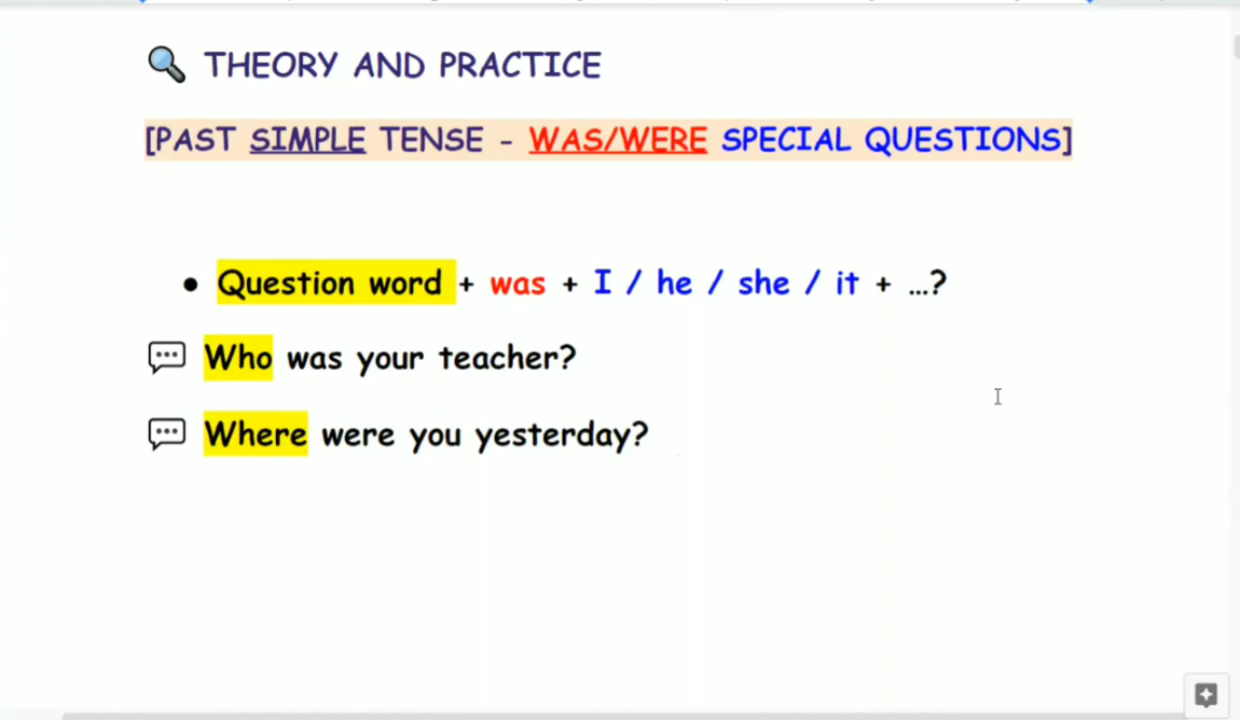 THEORY AND PRACTICE
[PAST SIMPLE TENSE - WAS/WERE SPECIAL QUESTIONS]
● Question word + was + I / he / she / it + ...?
Who was your teacher?
Where were you yesterday?